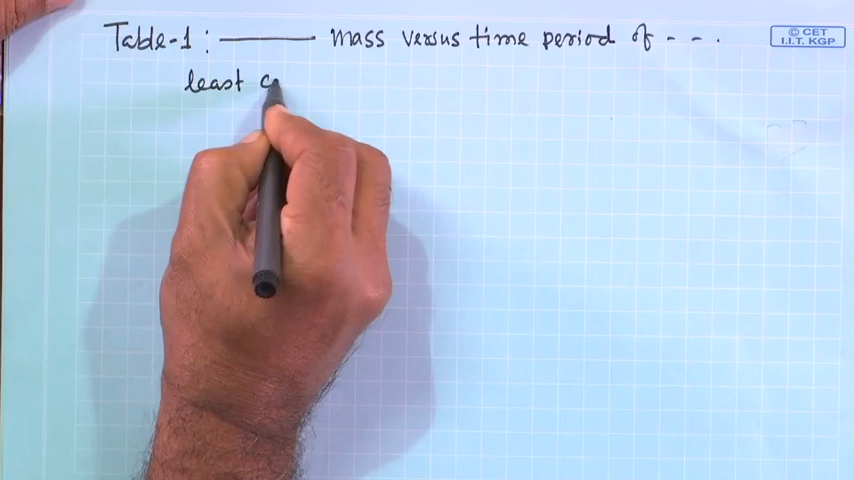 Table-1 : ——— mass versus time period of - - .
© CET
I.I.T. KGP
least